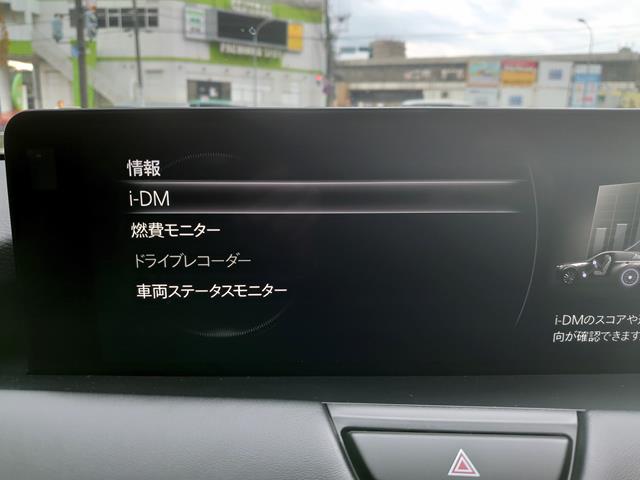 情報
i-DM
燃費モニター
ドライブレコーダー
車両ステータスモニター
i-DMのスコアや
向が確認できます